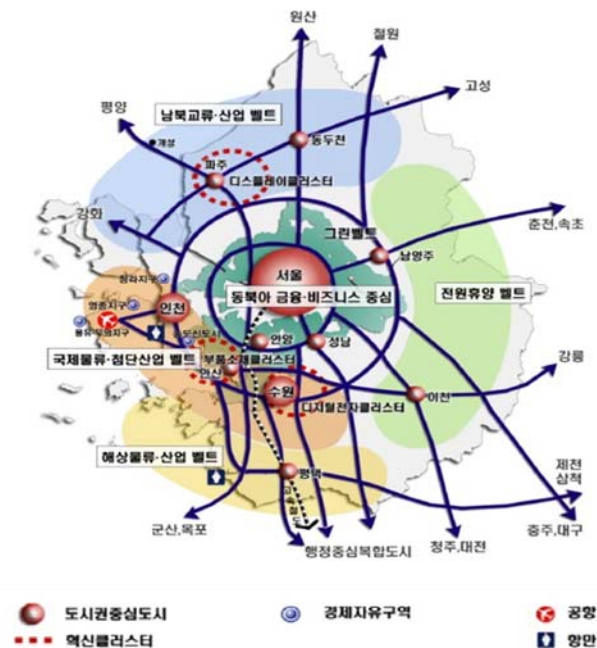 원산
철원
고성
평양
남북교류·산업 벨트
개성
동두천
파주
디스플레이클러스터
강화
그린벨트
춘천,속초
남양주
서울
동북아 금융·비즈니스 중심
전원휴양 벨트
청라지구
영종지구
인천
안양
성남
국제물류·첨단산업 벨트
부품소재클러스터
안산
강릉
수원
이천
디지털전자클러스터
해상물류·산업 벨트
평택
제천
삼척
군산,목포
행정중심복합도시
청주,대전
충주,대구
도시권중심도시
경제자유구역
공항
혁신클러스터
항만